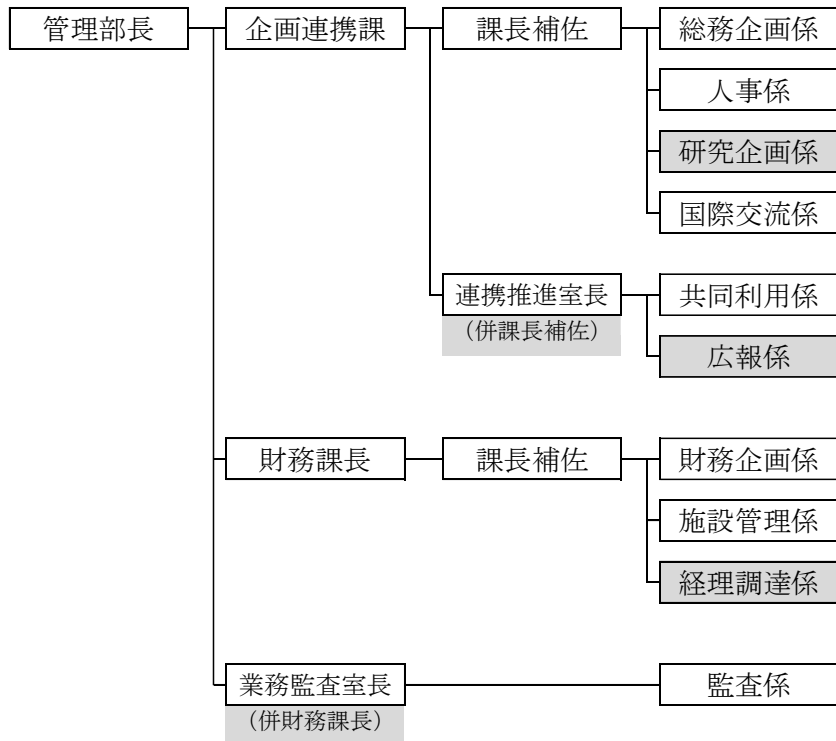 管理部長
企画連携課
課長補佐
総務企画係
人事係
研究企画係
国際交流係
連携推進室長
（併課長補佐）
共同利用係
広報係
財務課長
課長補佐
財務企画係
施設管理係
経理調達係
業務監査室長
（併財務課長）
監査係